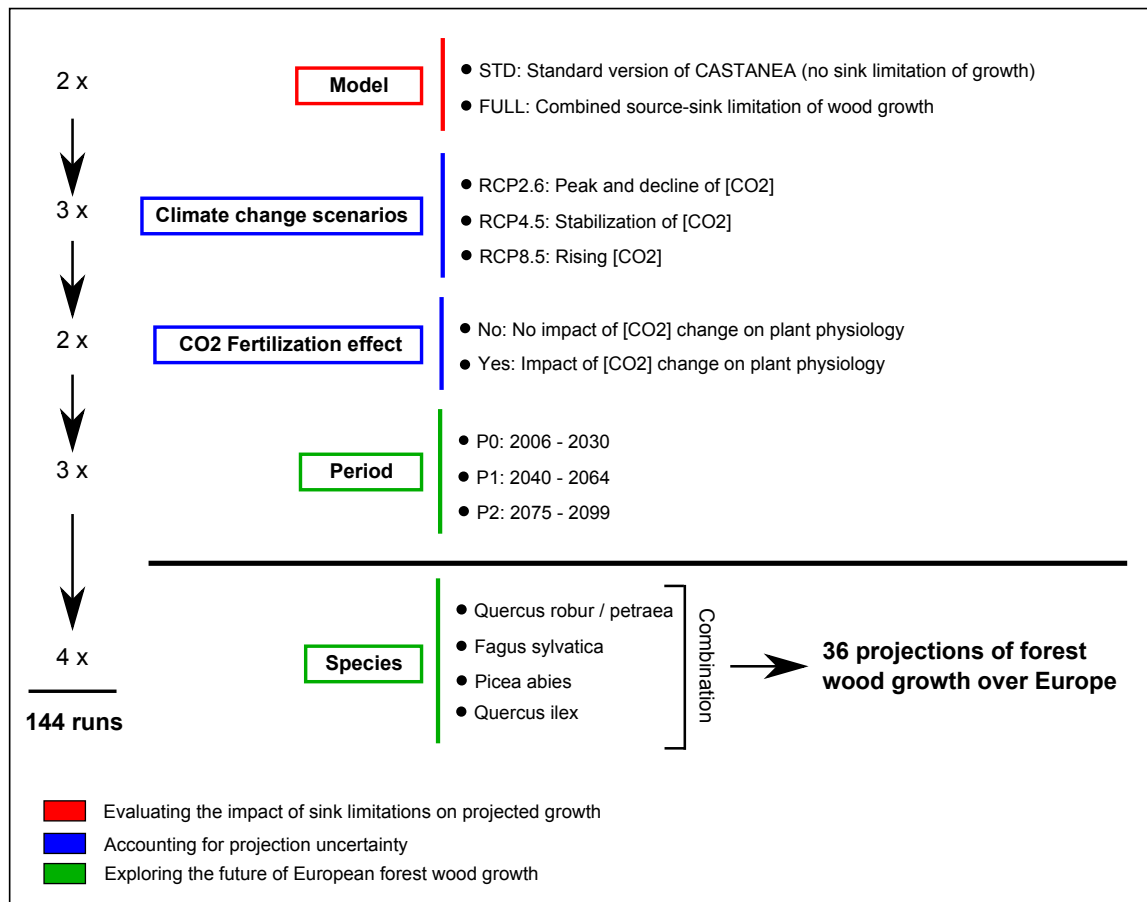 2 x
Model
● STD: Standard version of CASTANEA (no sink limitation of growth)
● FULL: Combined source-sink limitation of wood growth
3 x
Climate change scenarios
● RCP2.6: Peak and decline of [CO2]
● RCP4.5: Stabilization of [CO2]
● RCP8.5: Rising [CO2]
2 x
CO2 Fertilization effect
● No: No impact of [CO2] change on plant physiology
● Yes: Impact of [CO2] change on plant physiology
3 x
Period
● P0: 2006 - 2030
● P1: 2040 - 2064
● P2: 2075 - 2099
4 x
Species
● Quercus robur / petraea
● Fagus sylvatica
● Picea abies
● Quercus ilex
Combination
36 projections of forest
wood growth over Europe
144 runs
Evaluating the impact of sink limitations on projected growth
Accounting for projection uncertainty
Exploring the future of European forest wood growth